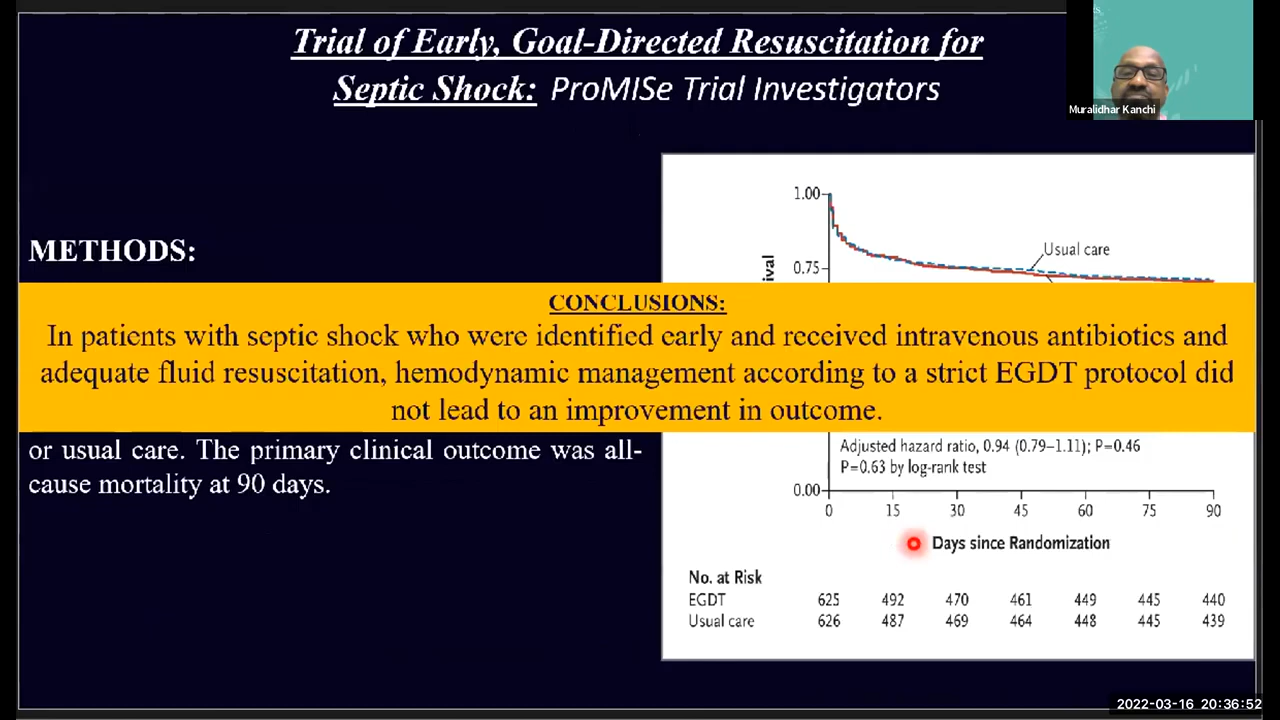 Trial of Early, Goal-Directed Resuscitation for
Septic Shock: ProMISe Trial Investigators
Muralidhar Kanchi
METHODS:
CONCLUSIONS:
In patients with septic shock who were identified early and received intravenous antibiotics and
adequate fluid resuscitation, hemodynamic management according to a strict EGDT protocol did
not lead to an improvement in outcome.
or usual care. The primary clinical outcome was all-
cause mortality at 90 days.
1.00
Usual care
0.75
ival
Adjusted hazard ratio, 0.94 (0.79–1.11); P=0.46
P=0.63 by log-rank test
0.00
0 15 30 45 60 75 90
Days since Randomization
No. at Risk
EGDT 625 492 470 461 449 445 440
Usual care 626 487 469 464 448 445 439
2022-03-16 20:36:52